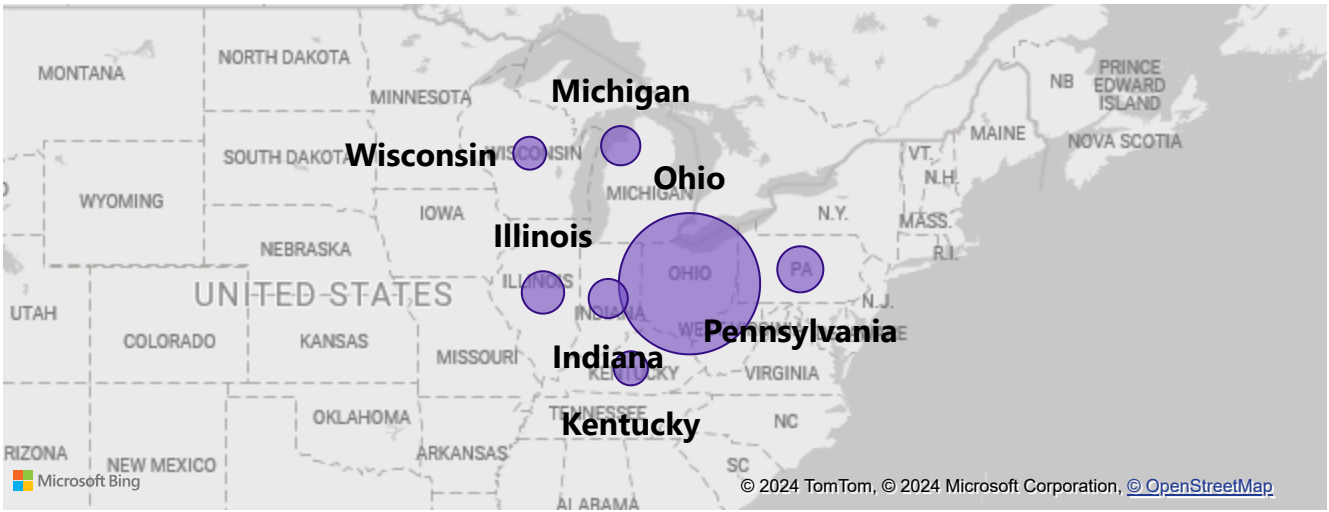 NORTH DAKOTA
MONTANA
MINNESOTA
Michigan
NB
PRINCE
EDWARD
ISLAND
MAINE
NOVA SCOTIA
SOUTH DAKOTA
Wisconsin
WISCONSIN
VT.
N.H.
Ohio
MICHIGAN
WYOMING
IOWA
N.Y.
MASS.
Illinois
NEBRASKA
R.I.
OHIO
PA
ILLINOIS
UNITED STATES
N.J.
UTAH
INDIANA
COLORADO
KANSAS
Pennsylvania
MISSOURI
Indiana
KENTUCKY
VIRGINIA
OKLAHOMA
TENNESSEE
Kentucky
NC
RIZONA
NEW MEXICO
ARKANSAS
SC
Microsoft Bing
© 2024 TomTom, © 2024 Microsoft Corporation, © OpenStreetMap
ALABAMA